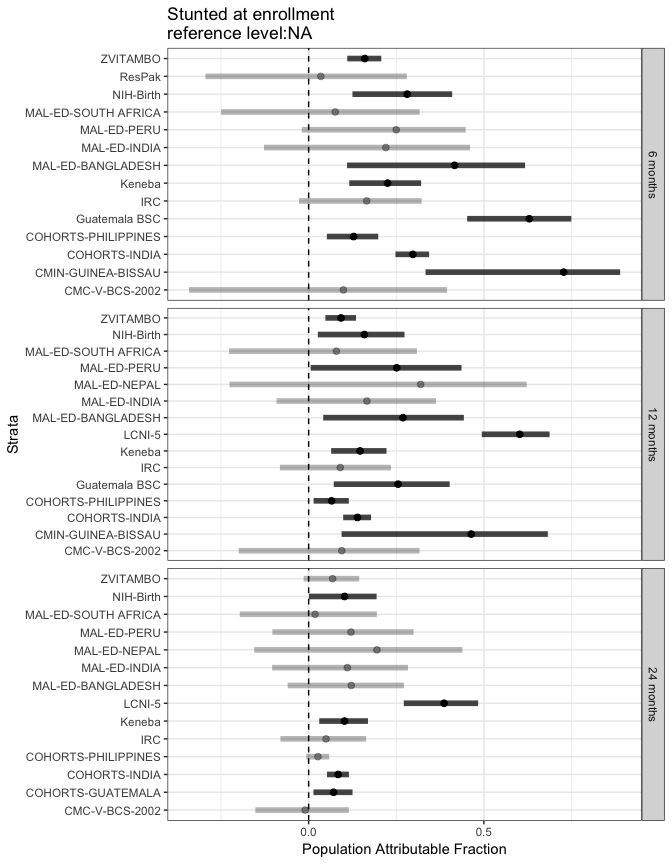 Stunted at enrollment
reference level:NA
ZVITAMBO
ResPak
NIH-Birth
MAL-ED-SOUTH AFRICA
MAL-ED-PERU
MAL-ED-INDIA
MAL-ED-BANGLADESH
Keneba
IRC
Guatemala BSC
COHORTS-PHILIPPINES
COHORTS-INDIA
CMIN-GUINEA-BISSAU
CMC-V-BCS-2002
6 months
ZVITAMBO
NIH-Birth
MAL-ED-SOUTH AFRICA
MAL-ED-PERU
MAL-ED-NEPAL
MAL-ED-INDIA
MAL-ED-BANGLADESH
LCNI-5
Keneba
IRC
Guatemala BSC
COHORTS-PHILIPPINES
COHORTS-INDIA
CMIN-GUINEA-BISSAU
CMC-V-BCS-2002
12 months
Strata
ZVITAMBO
NIH-Birth
MAL-ED-SOUTH AFRICA
MAL-ED-PERU
MAL-ED-NEPAL
MAL-ED-INDIA
MAL-ED-BANGLADESH
LCNI-5
Keneba
IRC
COHORTS-PHILIPPINES
COHORTS-INDIA
COHORTS-GUATEMALA
CMC-V-BCS-2002
24 months
0.0 0.5
Population Attributable Fraction